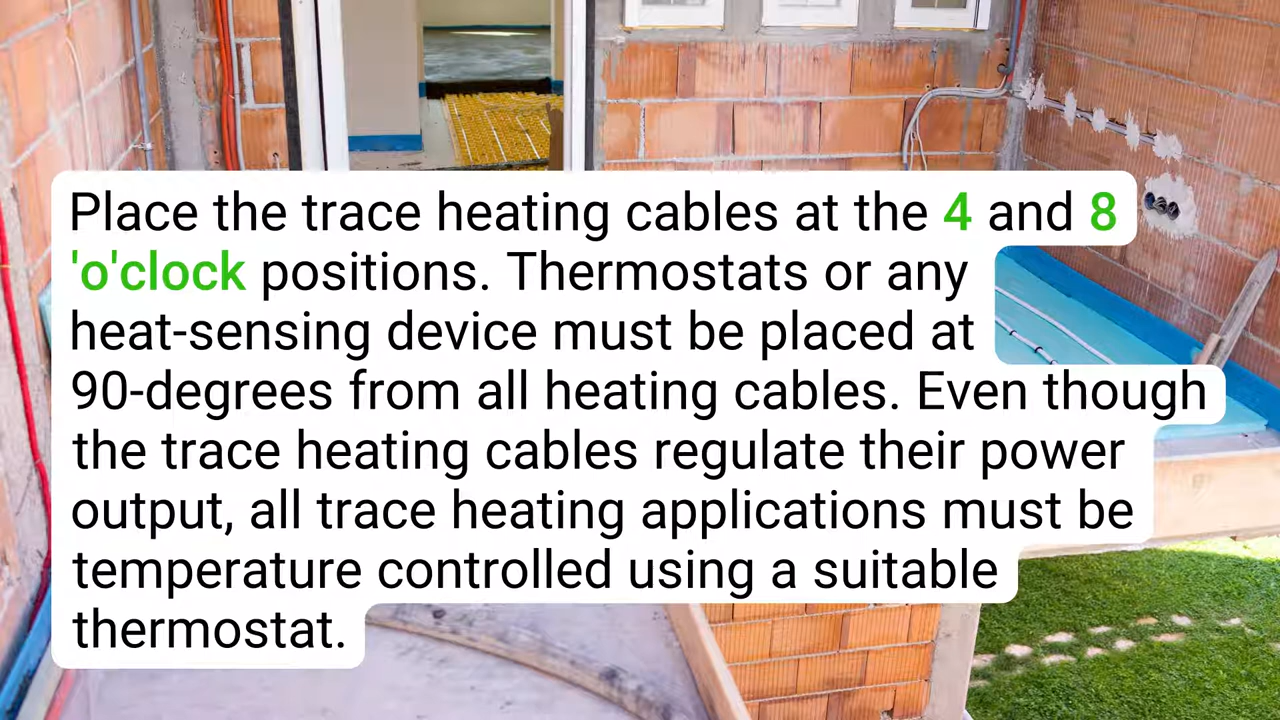 Place the trace heating cables at the 4 and 8
'o'clock positions. Thermostats or any
heat-sensing device must be placed at
90-degrees from all heating cables. Even though
the trace heating cables regulate their power
output, all trace heating applications must be
temperature controlled using a suitable
thermostat.